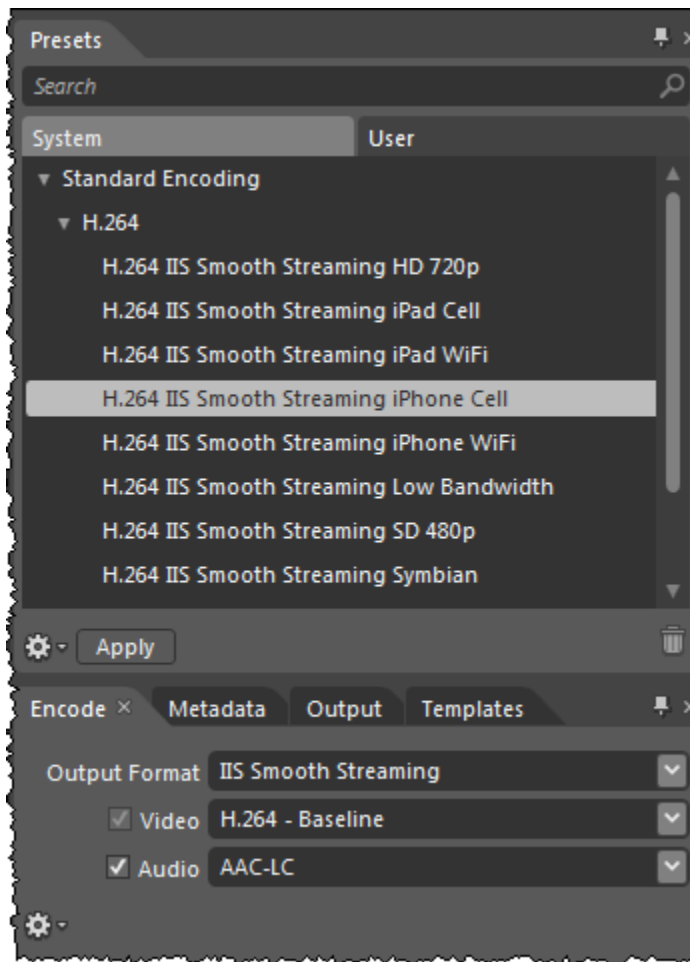 Presets
Search
System User
Standard Encoding
H.264
H.264 IIS Smooth Streaming HD 720p
H.264 IIS Smooth Streaming iPad Cell
H.264 IIS Smooth Streaming iPad WiFi
H.264 IIS Smooth Streaming iPhone Cell
H.264 IIS Smooth Streaming iPhone WiFi
H.264 IIS Smooth Streaming Low Bandwidth
H.264 IIS Smooth Streaming SD 480p
H.264 IIS Smooth Streaming Symbian
Apply
Encode Metadata Output Templates
Output Format IIS Smooth Streaming
Video H.264 - Baseline
Audio AAC-LC